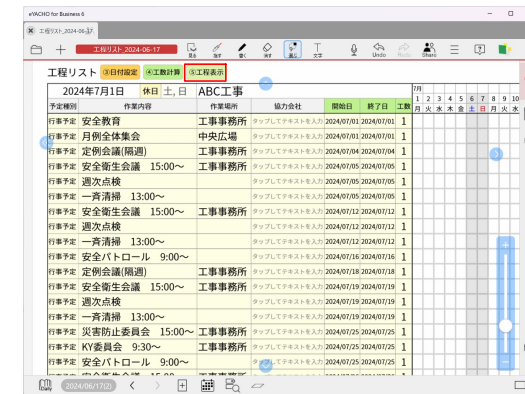 eYACHO for Business 6
工程リスト_2024-06-17
工程リスト_2024-06-17
見る 指す 書く 消す 選ぶ 文字 Undo Redo Share
工程リスト ③日付設定 ④工数計算 ⑤工程表示
2024年7月1日 休日 土, 日 ABC工事 7月
予定種別 作業内容 作業場所 協力会社 開始日 終了日 工数 1 2 3 4 5 6 7 8 9 10
月 火 水 木 金 土 日 月 火 水
行事予定 安全教育 工事事務所 タップしてテキストを入力 2024/07/01 2024/07/01 1
行事予定 月例全体集会 中央広場 タップしてテキストを入力 2024/07/01 2024/07/01 1
行事予定 定例会議(隔週) 工事事務所 タップしてテキストを入力 2024/07/04 2024/07/04 1
行事予定 安全衛生会議 15:00～ 工事事務所 タップしてテキストを入力 2024/07/05 2024/07/05 1
行事予定 週次点検 タップしてテキストを入力 2024/07/05 2024/07/05 1
行事予定 一斉清掃 13:00～ タップしてテキストを入力 2024/07/05 2024/07/05 1
行事予定 安全衛生会議 15:00～ 工事事務所 タップしてテキストを入力 2024/07/12 2024/07/12 1
行事予定 週次点検 タップしてテキストを入力 2024/07/12 2024/07/12 1
行事予定 一斉清掃 13:00～ タップしてテキストを入力 2024/07/12 2024/07/12 1
行事予定 安全パトロール 9:00～ タップしてテキストを入力 2024/07/16 2024/07/16 1
行事予定 定例会議(隔週) 工事事務所 タップしてテキストを入力 2024/07/18 2024/07/18 1
行事予定 安全衛生会議 15:00～ 工事事務所 タップしてテキストを入力 2024/07/19 2024/07/19 1
行事予定 週次点検 タップしてテキストを入力 2024/07/19 2024/07/19 1
行事予定 一斉清掃 13:00～ タップしてテキストを入力 2024/07/19 2024/07/19 1
行事予定 災害防止委員会 15:00～ 工事事務所 タップしてテキストを入力 2024/07/25 2024/07/25 1
行事予定 KY委員会 9:30～ 工事事務所 タップしてテキストを入力 2024/07/25 2024/07/25 1
行事予定 安全パトロール 9:00～ タップしてテキストを入力 2024/07/25 2024/07/25 1
Daily 2024/06/17(2)